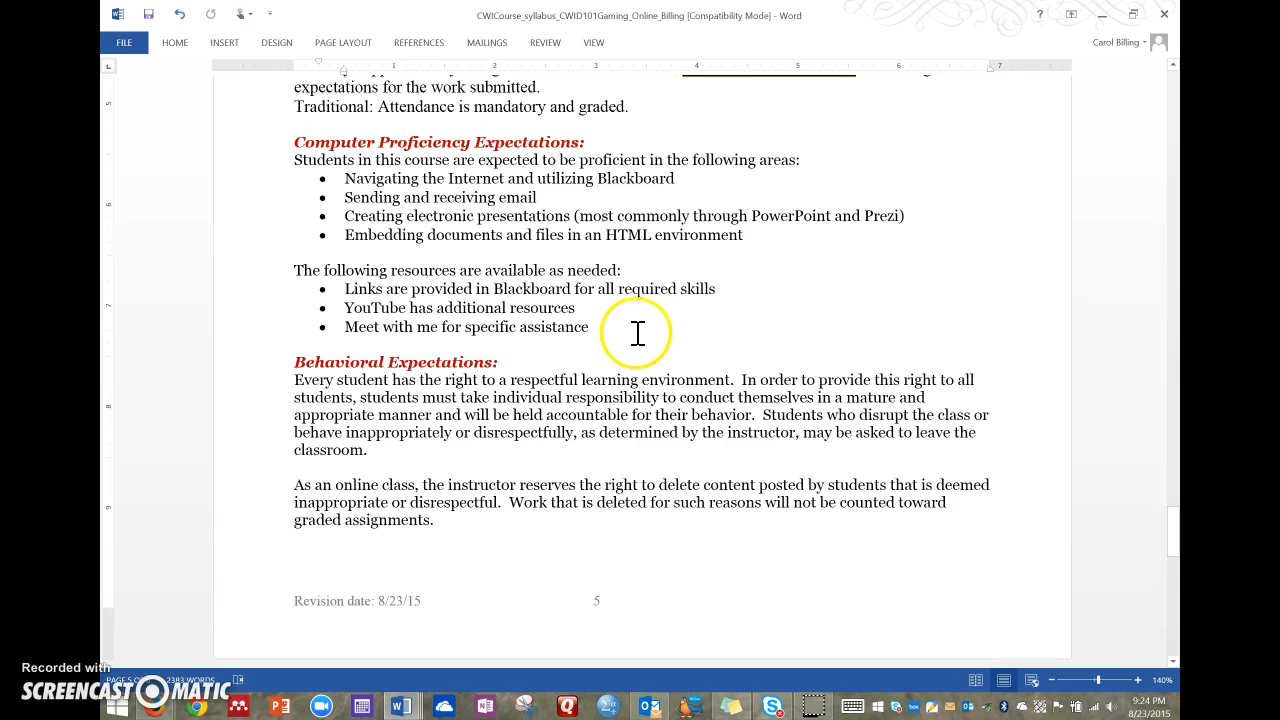 CWICourse_syllabus_CWID101Gaming_Online_Billing [Compatibility Mode] - Word
FILE HOME INSERT DESIGN PAGE LAYOUT REFERENCES MAILINGS REVIEW VIEW Carol Billing
1 2 3 4 5 6 7
expectations for the work submitted.
Traditional: Attendance is mandatory and graded.
Computer Proficiency Expectations:
Students in this course are expected to be proficient in the following areas:
• Navigating the Internet and utilizing Blackboard
• Sending and receiving email
• Creating electronic presentations (most commonly through PowerPoint and Prezi)
• Embedding documents and files in an HTML environment
The following resources are available as needed:
• Links are provided in Blackboard for all required skills
• YouTube has additional resources
• Meet with me for specific assistance
Behavioral Expectations:
Every student has the right to a respectful learning environment.  In order to provide this right to all
students, students must take individual responsibility to conduct themselves in a mature and
appropriate manner and will be held accountable for their behavior.  Students who disrupt the class or
behave inappropriately or disrespectfully, as determined by the instructor, may be asked to leave the
classroom.
As an online class, the instructor reserves the right to delete content posted by students that is deemed
inappropriate or disrespectful.  Work that is deleted for such reasons will not be counted toward
graded assignments.
Revision date: 8/23/15 5
Recorded with
SCREENCAST MATIC
PAGE 5 2383 WORDS 140%
9:24 PM
8/23/2015